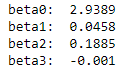 beta0: 2.9389
beta1: 0.0458
beta2: 0.1885
beta3: -0.001